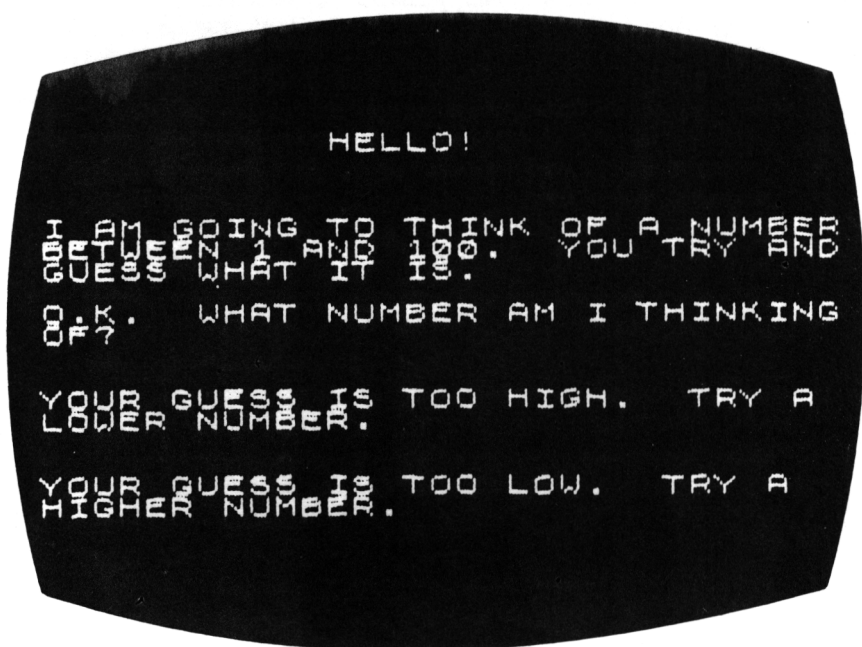 HELLO!
I AM GOING TO THINK OF A NUMBER
BETWEEN 1 AND 100. YOU TRY AND
GUESS WHAT IT IS.
O.K. WHAT NUMBER AM I THINKING
OF?
YOUR GUESS IS TOO HIGH. TRY A
LOWER NUMBER.
YOUR GUESS IS TOO LOW. TRY A
HIGHER NUMBER.